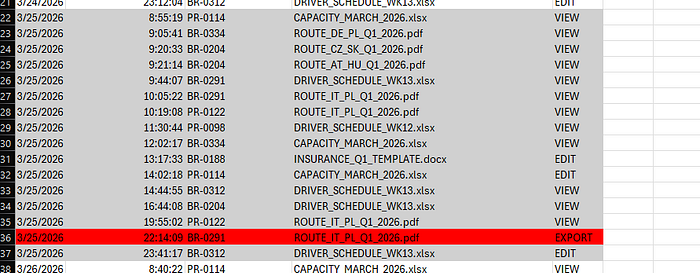 21 3/24/2026 23:12:04 BR-0312 DRIVER_SCHEDULE_WK13.xlsx EDIT
22 3/25/2026 8:55:19 PR-0114 CAPACITY_MARCH_2026.xlsx VIEW
23 3/25/2026 9:05:41 BR-0334 ROUTE_DE_PL_Q1_2026.pdf VIEW
24 3/25/2026 9:20:33 BR-0204 ROUTE_CZ_SK_Q1_2026.pdf VIEW
25 3/25/2026 9:21:14 BR-0204 ROUTE_AT_HU_Q1_2026.pdf VIEW
26 3/25/2026 9:44:07 BR-0291 DRIVER_SCHEDULE_WK13.xlsx VIEW
27 3/25/2026 10:05:22 BR-0291 ROUTE_IT_PL_Q1_2026.pdf VIEW
28 3/25/2026 10:19:08 PR-0122 ROUTE_IT_PL_Q1_2026.pdf VIEW
29 3/25/2026 11:30:44 PR-0098 DRIVER_SCHEDULE_WK12.xlsx VIEW
30 3/25/2026 12:02:17 BR-0334 CAPACITY_MARCH_2026.xlsx VIEW
31 3/25/2026 13:17:33 BR-0188 INSURANCE_Q1_TEMPLATE.docx EDIT
32 3/25/2026 14:02:18 PR-0114 CAPACITY_MARCH_2026.xlsx EDIT
33 3/25/2026 14:44:55 BR-0312 DRIVER_SCHEDULE_WK13.xlsx VIEW
34 3/25/2026 16:44:08 BR-0204 DRIVER_SCHEDULE_WK13.xlsx VIEW
35 3/25/2026 19:55:02 PR-0122 ROUTE_IT_PL_Q1_2026.pdf VIEW
36 3/25/2026 22:14:09 BR-0291 ROUTE_IT_PL_Q1_2026.pdf EXPORT
37 3/25/2026 23:41:17 BR-0312 DRIVER_SCHEDULE_WK13.xlsx EDIT
38 3/26/2026 8:40:22 PR-0114 CAPACITY_MARCH_2026.xlsx VIEW